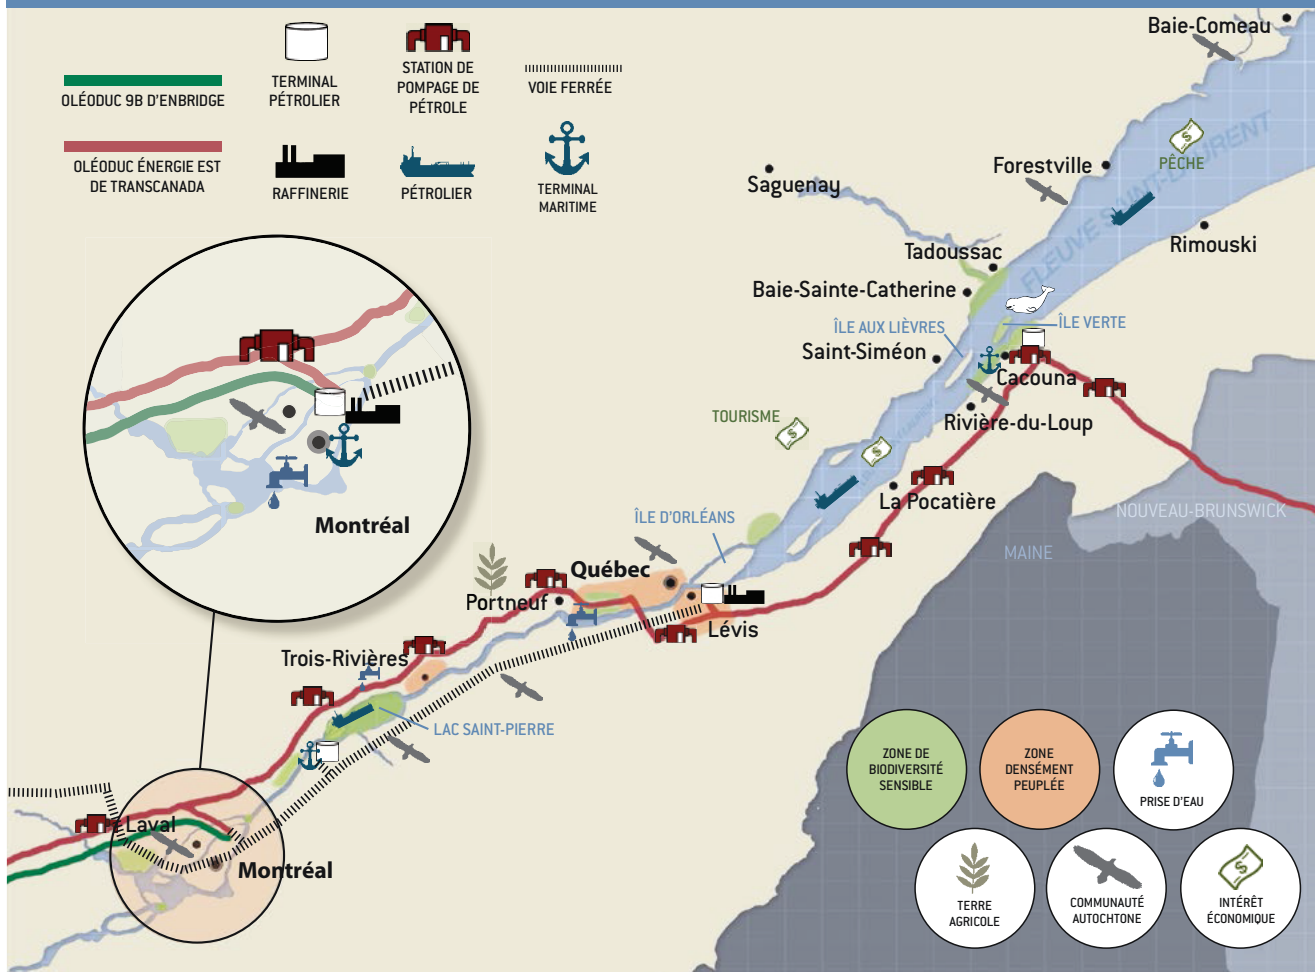 OLÉODUC 9B D'ENBRIDGE
TERMINAL
PÉTROLIER
STATION DE
POMPAGE DE
PÉTROLE
VOIE FERRÉE
OLÉODUC ÉNERGIE EST
DE TRANSCANADA
RAFFINERIE
PÉTROLIER
TERMINAL
MARITIME
Baie-Comeau
PÊCHE
FLEUVE SAINT-LAURENT
Forestville
Saguenay
Rimouski
Tadoussac
Baie-Sainte-Catherine
ÎLE AUX LIÈVRES
ÎLE VERTE
Saint-Siméon
Cacouna
TOURISME
Rivière-du-Loup
La Pocatière
NOUVEAU-BRUNSWICK
MAINE
ÎLE D'ORLÉANS
Montréal
Québec
Portneuf
Lévis
Trois-Rivières
LAC SAINT-PIERRE
Laval
Montréal
ZONE DE
BIODIVERSITÉ
SENSIBLE
ZONE
DENSÉMENT
PEUPLÉE
PRISE D'EAU
TERRE
AGRICOLE
COMMUNAUTÉ
AUTOCHTONE
INTÉRÊT
ÉCONOMIQUE